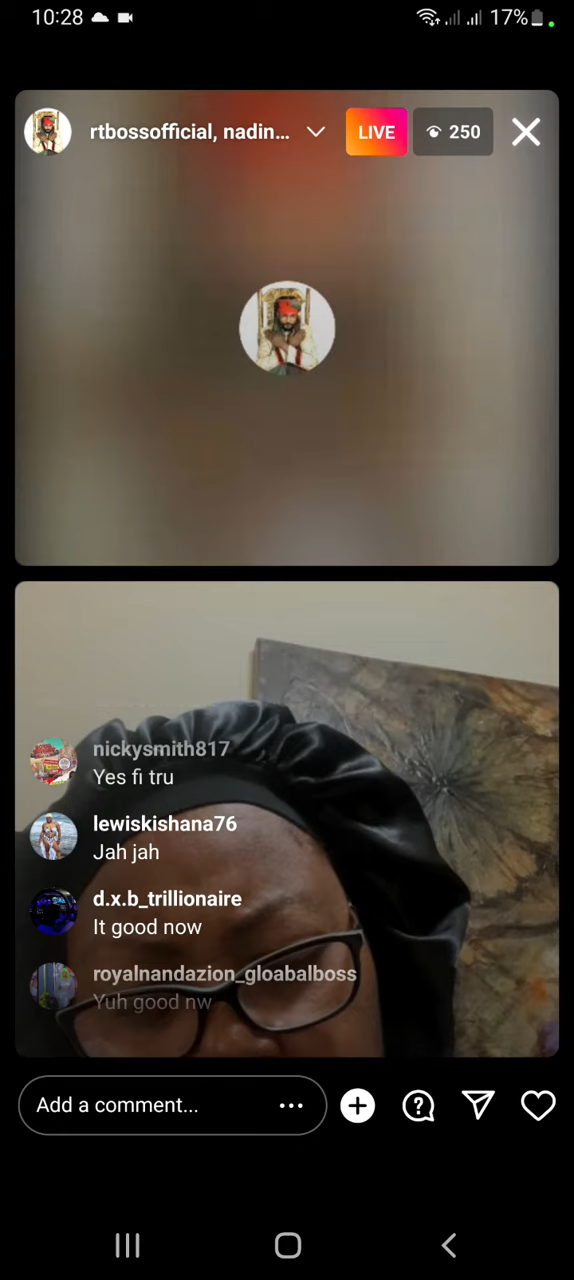 10:28
17%
rtbossofficial, nadin...
LIVE
250
nickysmith817
Yes fi tru
lewiskishana76
Jah jah
d.x.b_trillionaire
It good now
royalnandazion_gloabalboss
Yuh good nw
Add a comment...